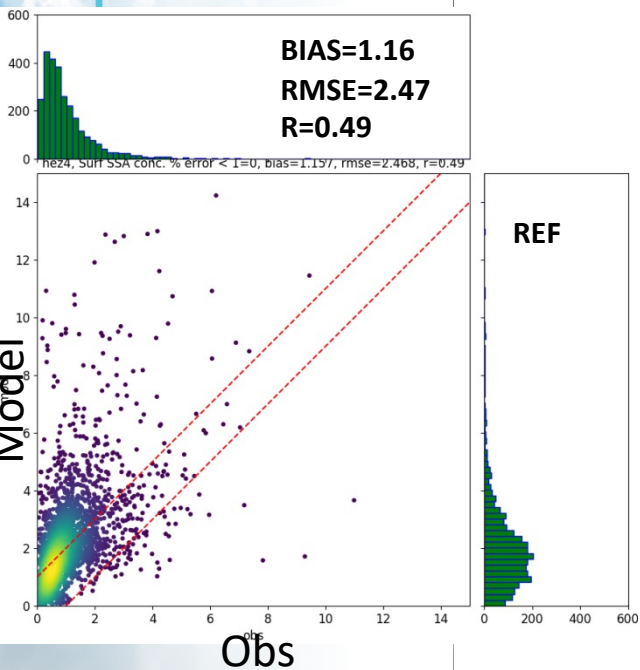 600
400
200
0
BIAS=1.16
RMSE=2.47
R=0.49
hez4, Surf SSA conc. % error < 1=0, bias=1.157, rmse=2.468, r=0.49
14
12
10
8
6
4
2
0
Model
0 2 4 6 8 10 12 14
obs
Obs
REF
0 200 400 600